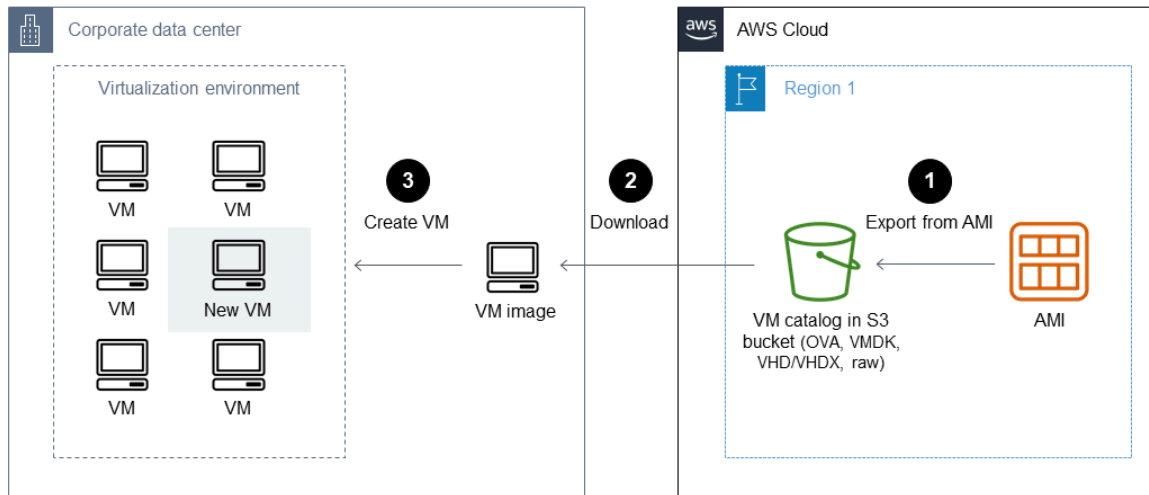 Corporate data center
aws
AWS Cloud
Virtualization environment
Region 1
VM
VM
3
2
1
Create VM
Download
Export from AMI
VM
New VM
VM image
VM catalog in S3
bucket (OVA, VMDK,
VHD/VHDX, raw)
AMI
VM
VM